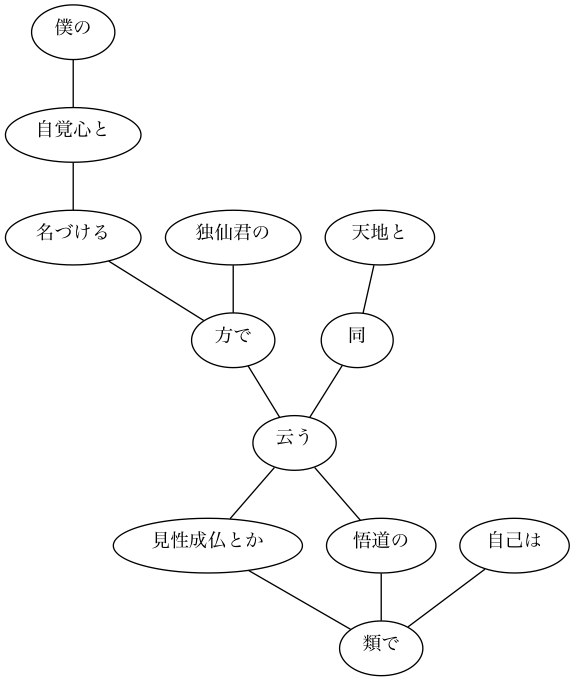 僕の
自覚心と
名づける
独仙君の
天地と
方で
同
云う
見性成仏とか
悟道の
自己は
類で